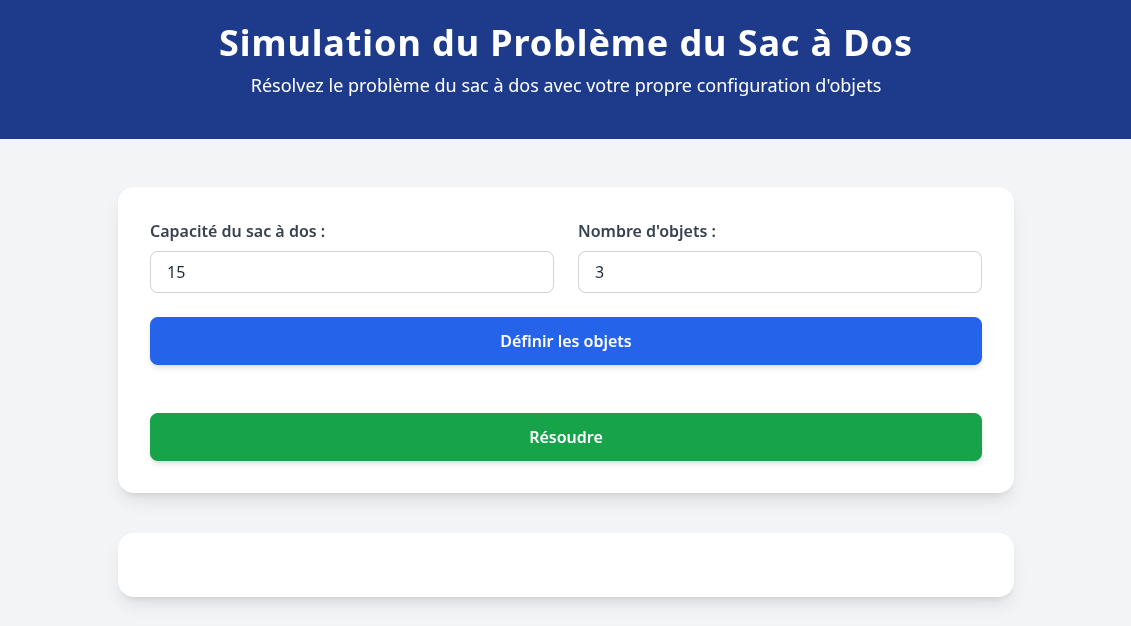 Simulation du Problème du Sac à Dos
Résolvez le problème du sac à dos avec votre propre configuration d'objets
Capacité du sac à dos :
Nombre d'objets :
15
3
Définir les objets
Résoudre